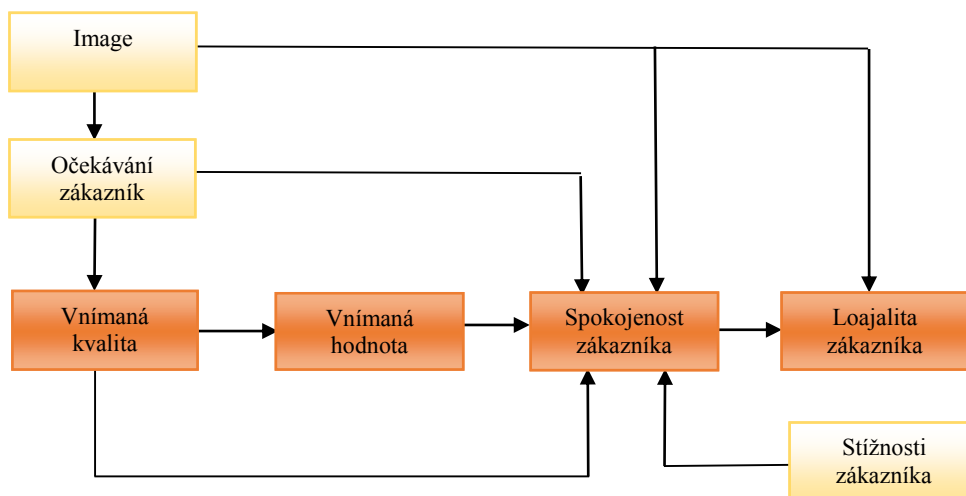 Image
Očekávání
zákazník
Vnímaná
kvalita
Vnímaná
hodnota
Spokojenost
zákazníka
Loajalita
zákazníka
Stížnosti
zákazníka